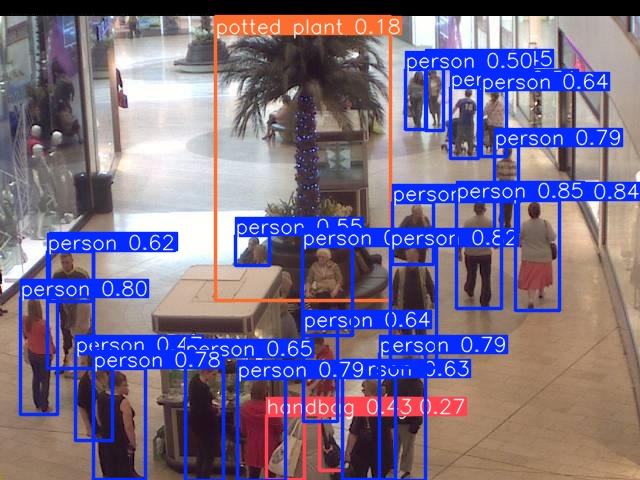 potted plant 0.18
person 0.50
person 0.64
person 0.79
person
person 0.85
0.84
person 0.55
person
person 0.82
person 0.62
person 0.80
person 0.64
person 0.65
person 0.79
person 0.78
person 0.79
0.63
handbag 0.43
0.27